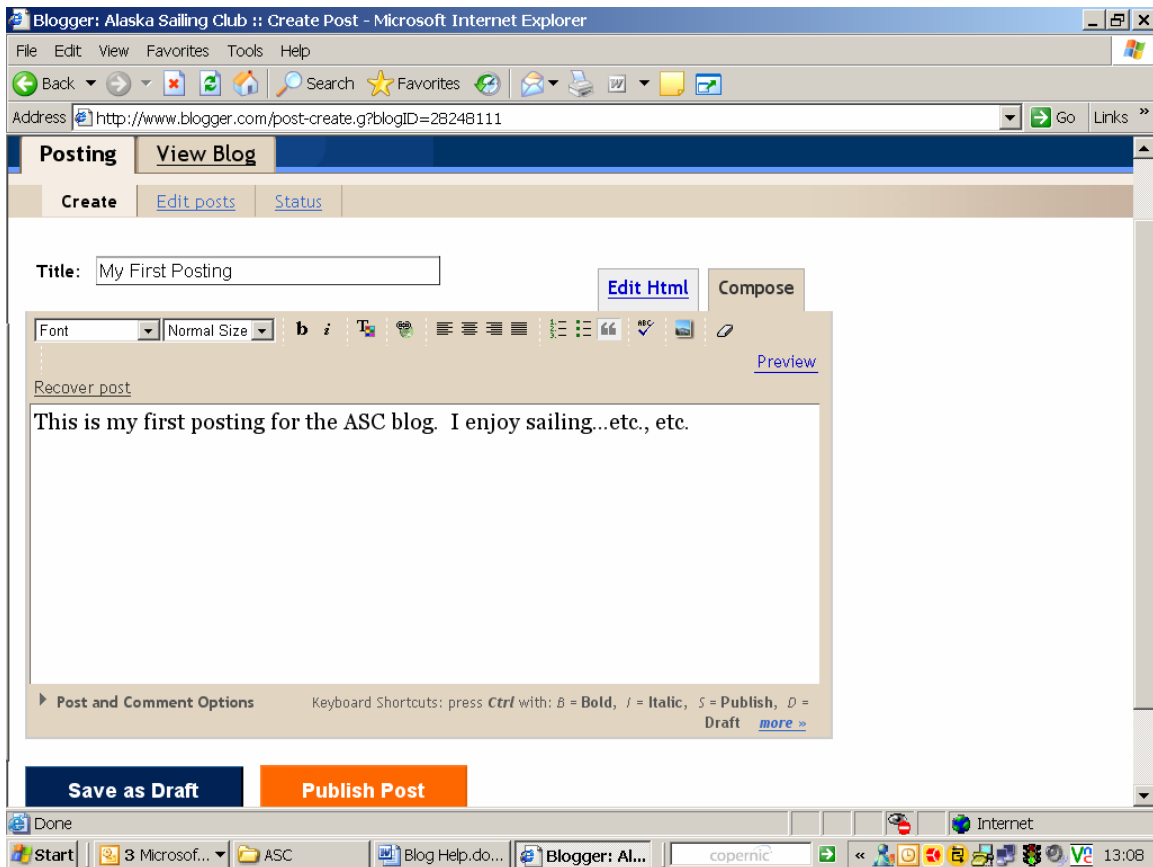 Blogger: Alaska Sailing Club :: Create Post - Microsoft Internet Explorer
File Edit View Favorites Tools Help
Back Search Favorites
Address http://www.blogger.com/post-create.g?blogID=28248111 Go Links »
Posting View Blog
Create Edit posts Status
Title: My First Posting
Edit Html Compose
Font Normal Size b i T ABC
Preview
Recover post
This is my first posting for the ASC blog.  I enjoy sailing...etc., etc.
Post and Comment Options Keyboard Shortcuts: press Ctrl with: B = Bold, I = Italic, S = Publish, D =
Draft more »
Save as Draft Publish Post
Done Internet
Start 3 Microsof... ASC Blog Help.do... Blogger: Al... copernic « 13:08